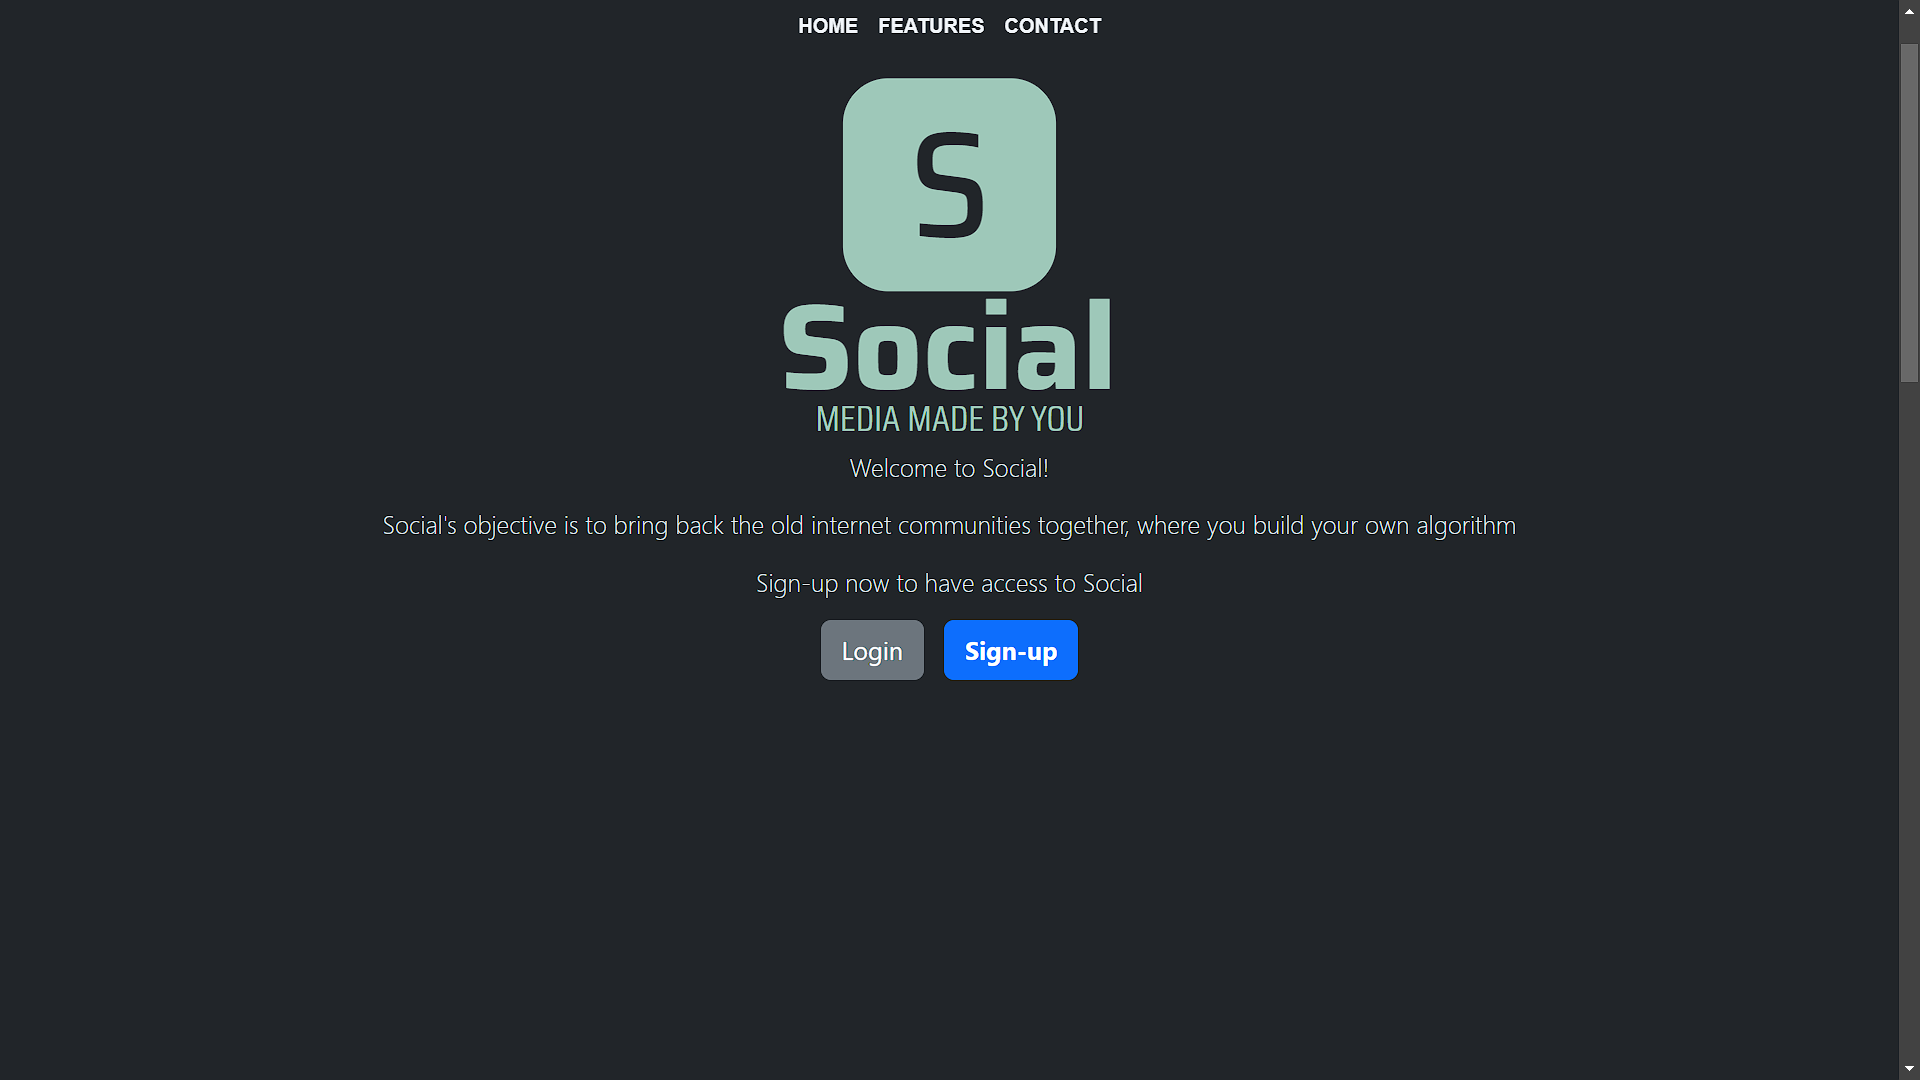 HOME FEATURES CONTACT
S
Social
MEDIA MADE BY YOU
Welcome to Social!
Social's objective is to bring back the old internet communities together, where you build your own algorithm
Sign-up now to have access to Social
Login Sign-up